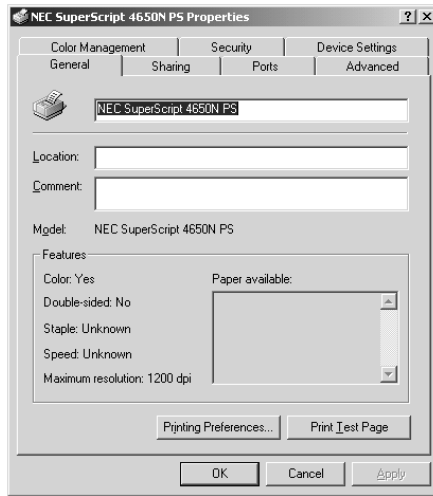 NEC SuperScript 4650N PS Properties
Color Management Security Device Settings
General Sharing Ports Advanced
NEC SuperScript 4650N PS
Location:
Comment:
Model: NEC SuperScript 4650N PS
Features
Color: Yes Paper available:
Double-sided: No
Staple: Unknown
Speed: Unknown
Maximum resolution: 1200 dpi
Printing Preferences... Print Test Page
OK Cancel Apply